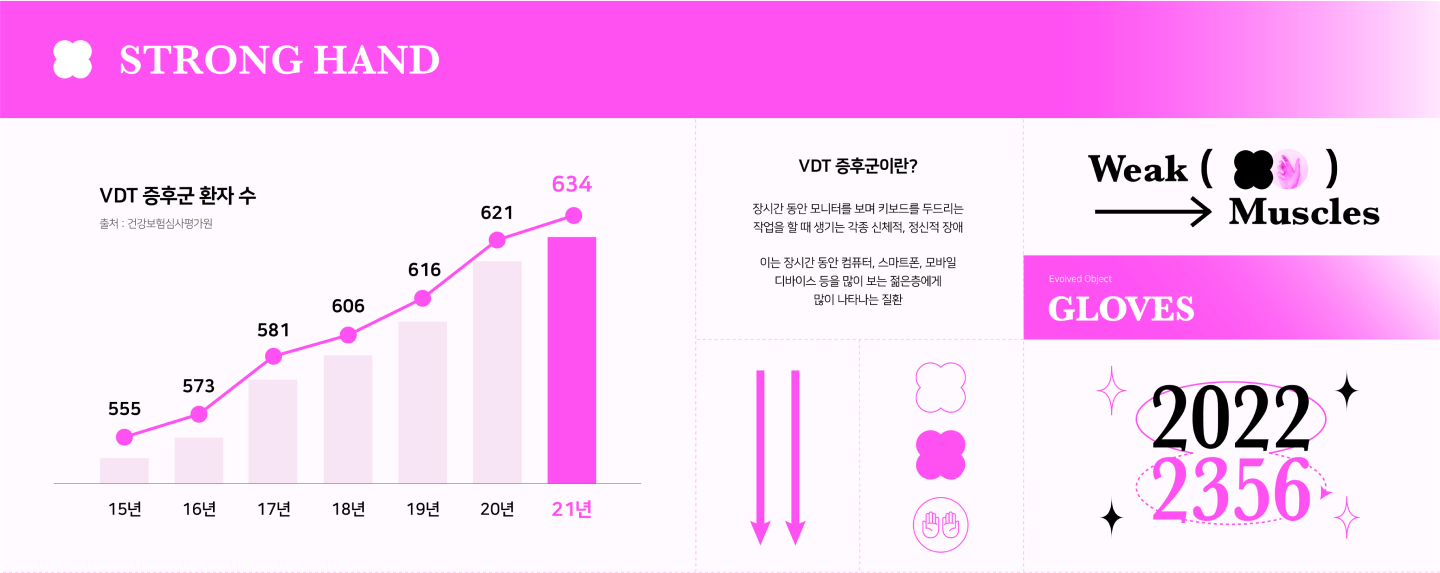 STRONG HAND
VDT 증후군 환자 수
출처 : 건강보험심사평가원
555
573
581
606
616
621
634
15년
16년
17년
18년
19년
20년
21년
VDT 증후군이란?
장시간 동안 모니터를 보며 키보드를 두드리는
작업을 할 때 생기는 각종 신체적, 정신적 장애
이는 장시간 동안 컴퓨터, 스마트폰, 모바일
디바이스 등을 많이 보는 젊은층에게
많이 나타나는 질환
Weak ( )
Muscles
Evolved Object
GLOVES
2022
2356